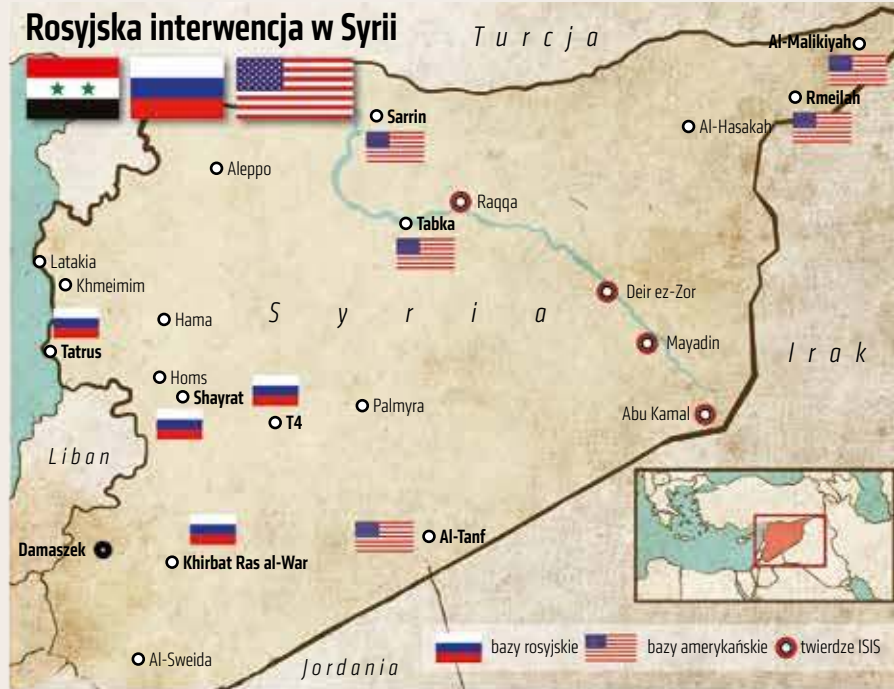 Rosyjska interwencja w Syrii
Turcja
Al-Malikiyah
Sarrin
Rmeilah
Al-Hasakah
Aleppo
Raqqa
Tabka
Latakia
Khmeimim
Deir ez-Zor
Hama
Syria
Tatrus
Mayadin
Irak
Homs
Shayrat
Palmyra
Abu Kamal
T4
Liban
Damaszek
Al-Tanf
Khirbat Ras al-War
Al-Sweida
Jordania
bazy rosyjskie
bazy amerykańskie
twierdze ISIS